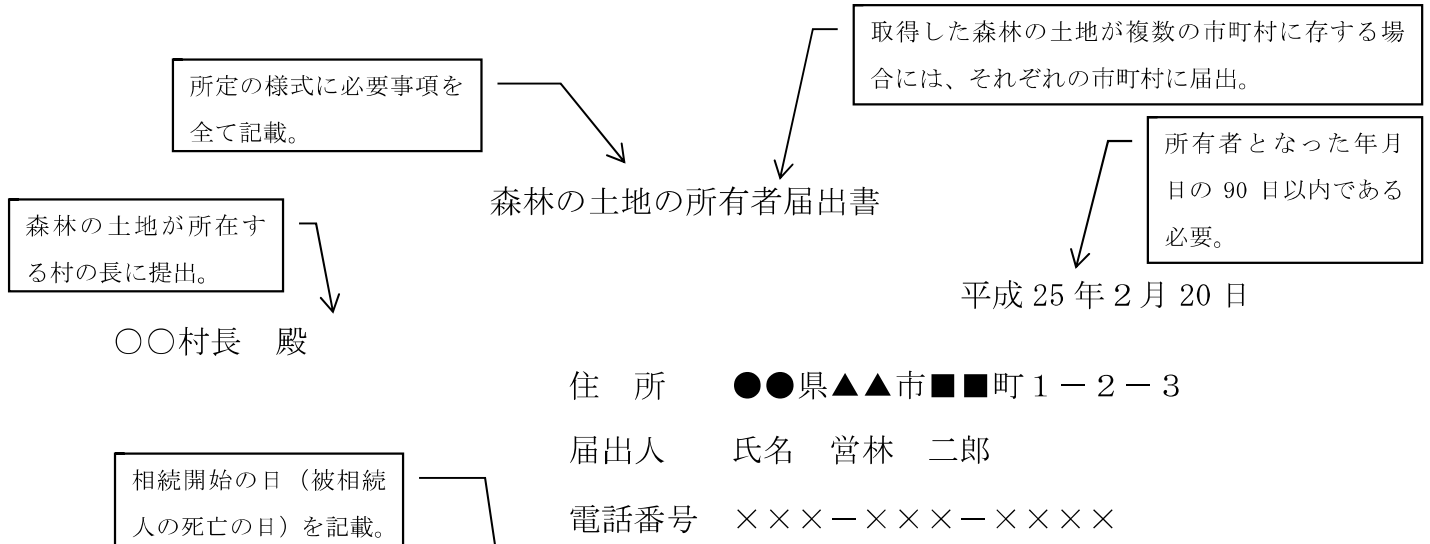 取得した森林の土地が複数の市町村に存する場
合には、それぞれの市町村に届出。
所定の様式に必要事項を
全て記載。
所有者となった年月
日の 90 日以内である
必要。
森林の土地の所有者届出書
森林の土地が所在す
る村の長に提出。
平成 25 年２月 20 日
○○村長　殿
住　所　　●●県▲▲市■■町１－２－３
届出人　　氏名　営林　二郎
相続開始の日（被相続
人の死亡の日）を記載。
電話番号　×××－×××－××××